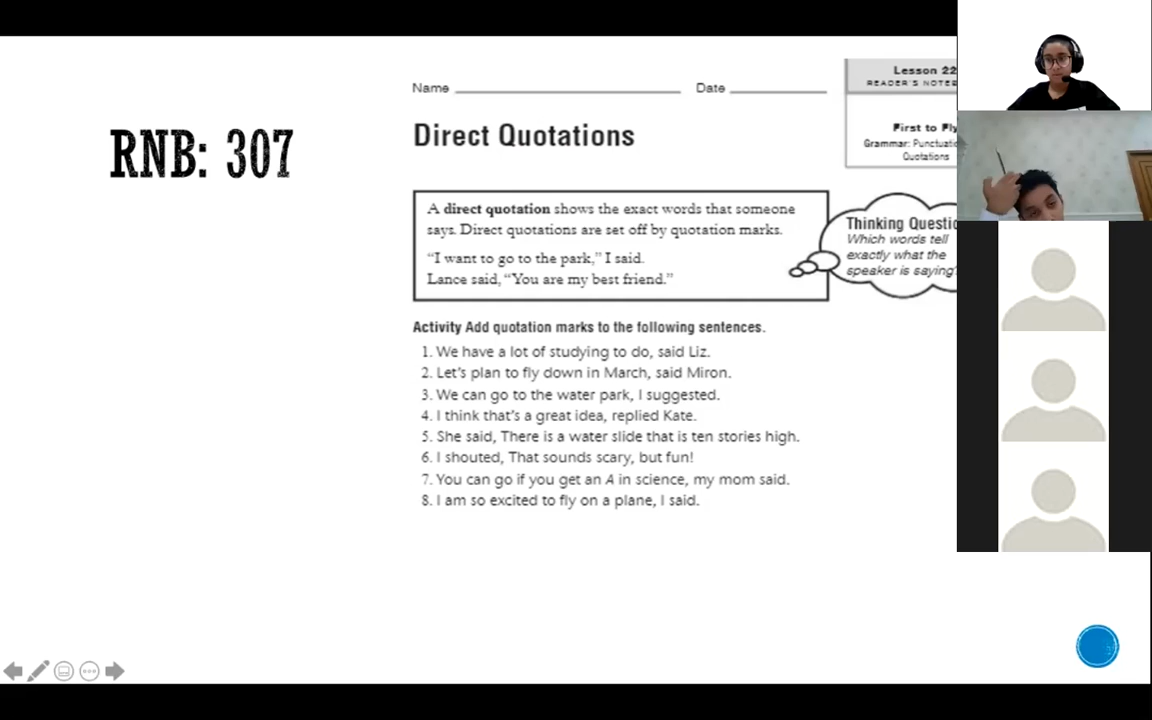 RNB: 307
Name
Date
Lesson 22
READER'S
First to Fly
Grammar:
Quotations
Direct Quotations
A direct quotation shows the exact words that someone
says. Direct quotations are set off by quotation marks.
“I want to go to the park,” I said.
Lance said, “You are my best friend.”
Thinking
Which words tell
exactly what the
speaker is saying?
Activity Add quotation marks to the following sentences.
1. We have a lot of studying to do, said Liz.
2. Let's plan to fly down in March, said Miron.
3. We can go to the water park, I suggested.
4. I think that's a great idea, replied Kate.
5. She said, There is a water slide that is ten stories high.
6. I shouted, That sounds scary, but fun!
7. You can go if you get an A in science, my mom said.
8. I am so excited to fly on a plane, I said.